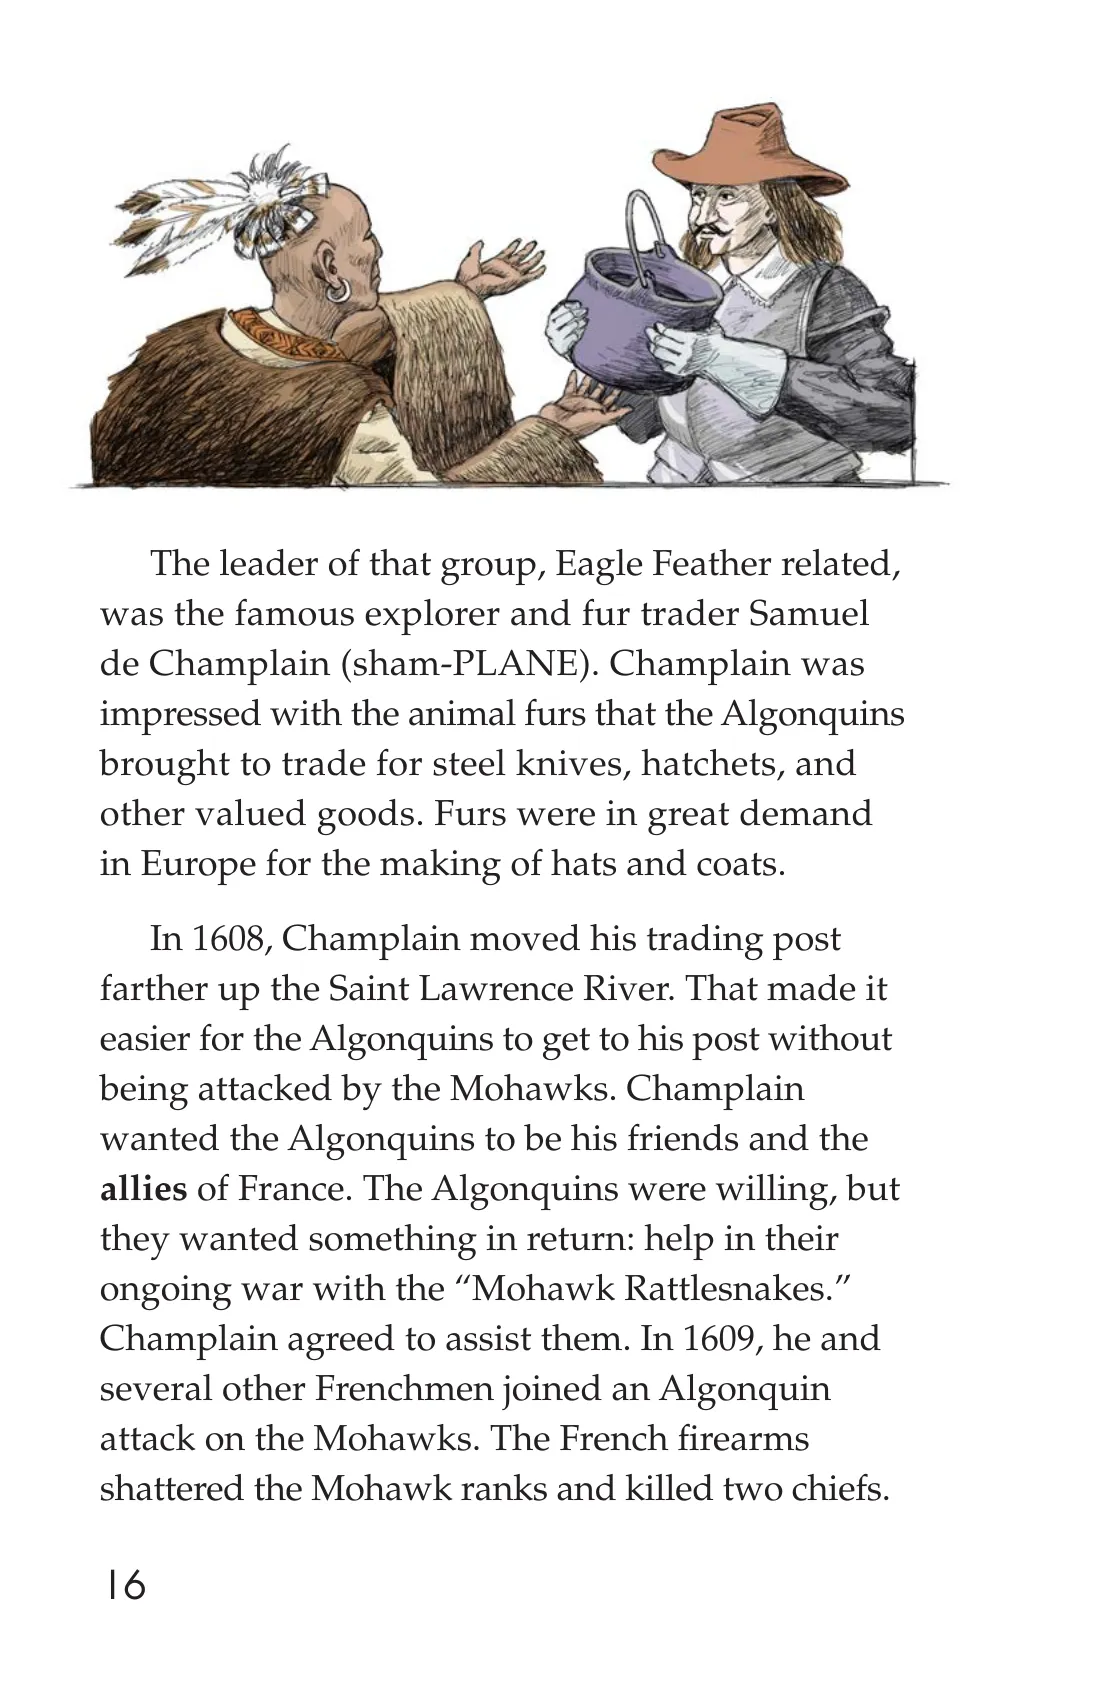 The leader of that group, Eagle Feather related,
was the famous explorer and fur trader Samuel
de Champlain (sham-PLANE). Champlain was
impressed with the animal furs that the Algonquins
brought to trade for steel knives, hatchets, and
other valued goods. Furs were in great demand
in Europe for the making of hats and coats.
In 1608, Champlain moved his trading post
farther up the Saint Lawrence River. That made it
easier for the Algonquins to get to his post without
being attacked by the Mohawks. Champlain
wanted the Algonquins to be his friends and the
allies of France. The Algonquins were willing, but
they wanted something in return: help in their
ongoing war with the “Mohawk Rattlesnakes.”
Champlain agreed to assist them. In 1609, he and
several other Frenchmen joined an Algonquin
attack on the Mohawks. The French firearms
shattered the Mohawk ranks and killed two chiefs.
16